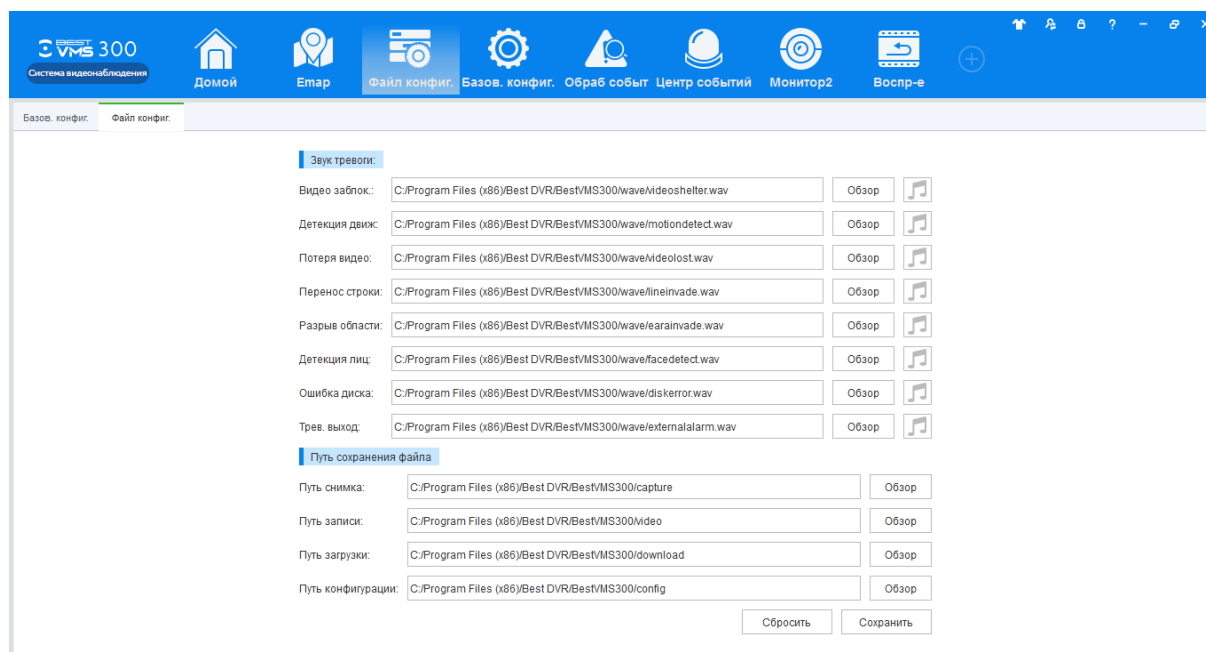 BEST
VMS 300
Система видеонаблюдения
Домой
Emap
Файл конфиг.
Базов. конфиг.
Обраб событ
Центр событий
Монитор2
Воспр-е
Базов. конфиг.
Файл конфиг.
Звук тревоги:
Видео заблок.: C:/Program Files (x86)/Best DVR/BestVMS300/wave/videoshelter.wav Обзор
Детекция движ: C:/Program Files (x86)/Best DVR/BestVMS300/wave/motiondetect.wav Обзор
Потеря видео: C:/Program Files (x86)/Best DVR/BestVMS300/wave/videolost.wav Обзор
Перенос строки: C:/Program Files (x86)/Best DVR/BestVMS300/wave/lineinvade.wav Обзор
Разрыв области: C:/Program Files (x86)/Best DVR/BestVMS300/wave/earainvade.wav Обзор
Детекция лиц: C:/Program Files (x86)/Best DVR/BestVMS300/wave/facedetect.wav Обзор
Ошибка диска: C:/Program Files (x86)/Best DVR/BestVMS300/wave/diskerror.wav Обзор
Трев. выход: C:/Program Files (x86)/Best DVR/BestVMS300/wave/externalalarm.wav Обзор
Путь сохранения файла
Путь снимка: C:/Program Files (x86)/Best DVR/BestVMS300/capture Обзор
Путь записи: C:/Program Files (x86)/Best DVR/BestVMS300/video Обзор
Путь загрузки: C:/Program Files (x86)/Best DVR/BestVMS300/download Обзор
Путь конфигурации: C:/Program Files (x86)/Best DVR/BestVMS300/config Обзор
Сбросить Сохранить